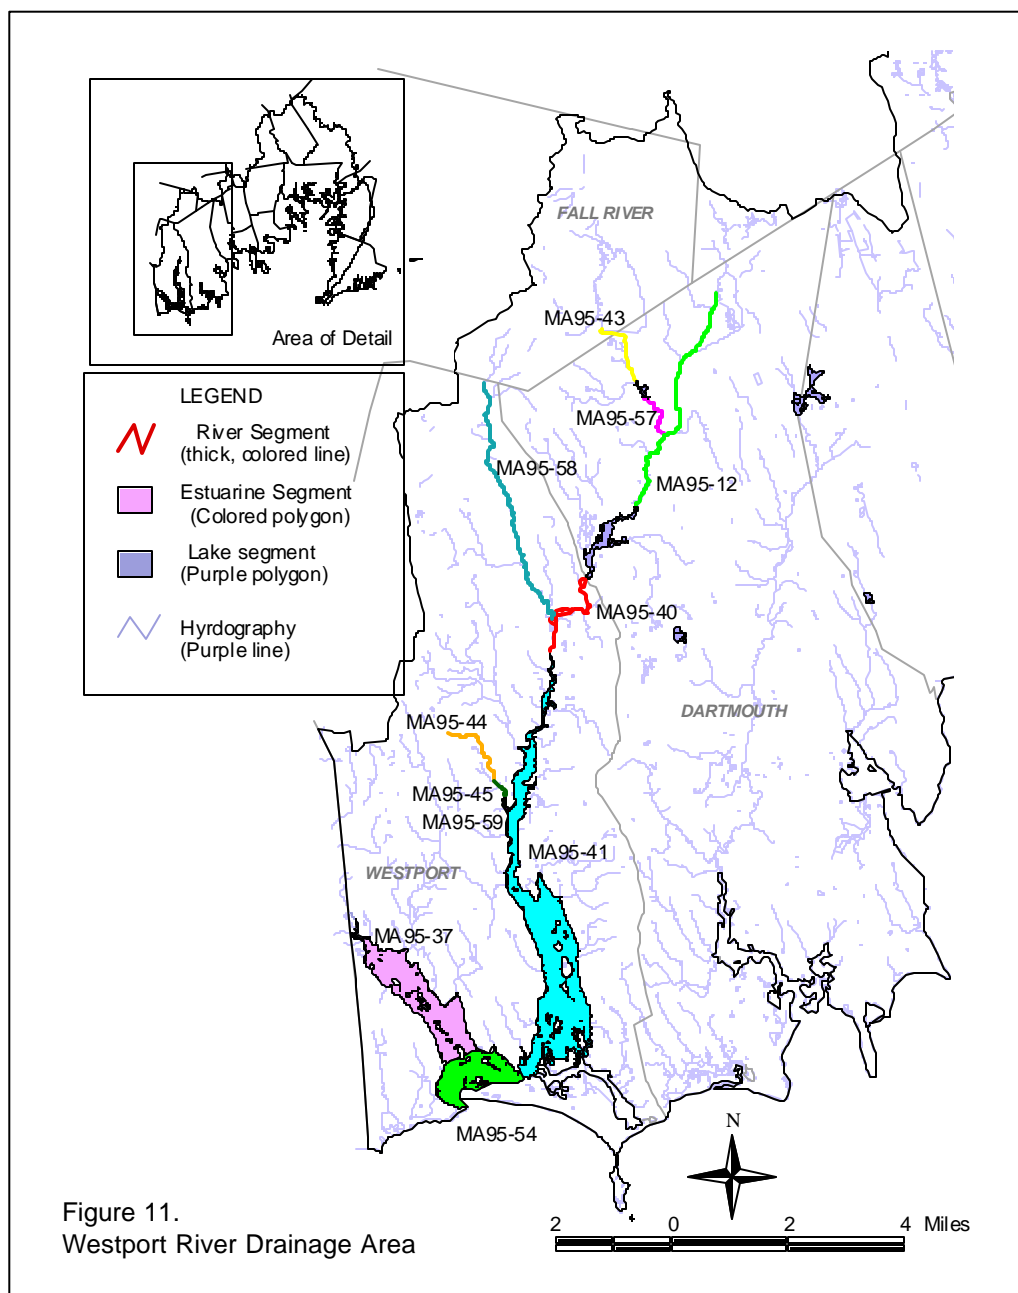 FALL RIVER
MA95-43
Area of Detail
LEGEND
River Segment
(thick, colored line)
Estuarine Segment
(Colored polygon)
Lake segment
(Purple polygon)
Hyrdography
(Purple line)
MA95-57
MA95-58
MA95-12
MA95-40
DARTMOUTH
MA95-44
MA95-45
MA95-59
MA95-41
WESTPORT
MA95-37
MA95-54
N
Figure 11.
Westport River Drainage Area
2 0 2 4 Miles